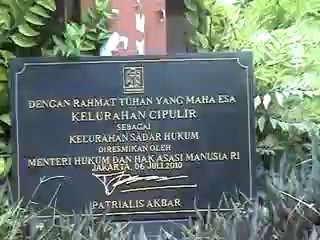 DENGAN RAHMAT TUHAN YANG MAHA ESA
KELURAHAN CIPULIR
SEBAGAI
KELURAHAN SADAR HUKUM
DIRESMIKAN OLEH
MENTERI HUKUM DAN HAK ASASI MANUSIA RI
JAKARTA, 06 JULI 2010
PATRIALIS AKBAR